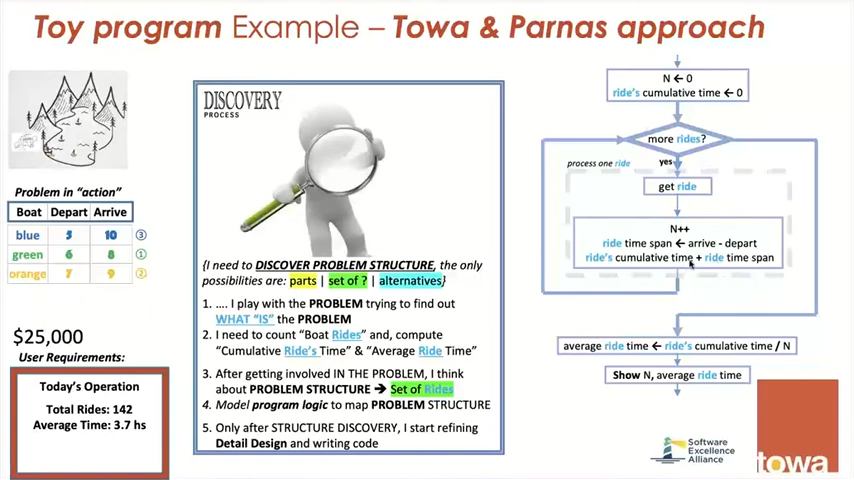 Toy program Example – Towa & Parnas approach
Problem in "action"
Boat Depart Arrive
blue 5 10 ③
green 6 8 ①
orange 7 9 ②
$25,000
User Requirements:
Today's Operation
Total Rides: 142
Average Time: 3.7 hs
DISCOVERY
PROCESS
{I need to DISCOVER PROBLEM STRUCTURE, the only
possibilities are: parts | set of ? | alternatives}
1. .... I play with the PROBLEM trying to find out
WHAT "IS" the PROBLEM
2. I need to count "Boat Rides" and, compute
"Cumulative Ride's Time" & "Average Ride Time"
3. After getting involved IN THE PROBLEM, I think
about PROBLEM STRUCTURE ➔ Set of Rides
4. Model program logic to map PROBLEM STRUCTURE
5. Only after STRUCTURE DISCOVERY, I start refining
Detail Design and writing code
N ← 0
ride's cumulative time ← 0
more rides?
process one ride
yes
get ride
N++
ride time span ← arrive - depart
ride's cumulative time + ride time span
average ride time ← ride's cumulative time / N
Show N, average ride time
Software
Excellence
Alliance
towa